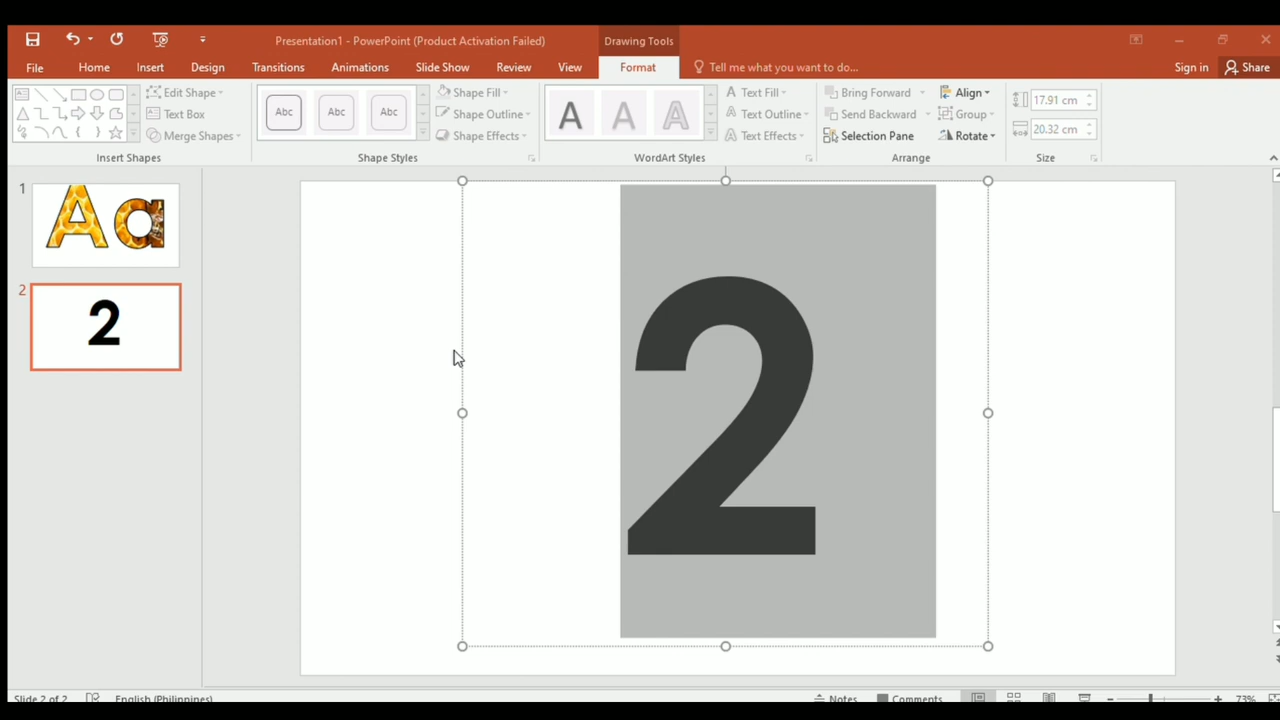 Presentation1 - PowerPoint (Product Activation Failed)
Drawing Tools
File Home Insert Design Transitions Animations Slide Show Review View Format Tell me what you want to do... Sign in Share
Edit Shape
Text Box
Merge Shapes
Insert Shapes
Abc Abc Abc
Shape Fill
Shape Outline
Shape Effects
Shape Styles
A A A
Text Fill
Text Outline
Text Effects
WordArt Styles
Bring Forward
Send Backward
Selection Pane
Align
Group
Rotate
Arrange
17.91 cm
20.32 cm
Size
1
Aa
2
2
2
Slide 2 of 2 English (Philippines) Notes Comments 73%